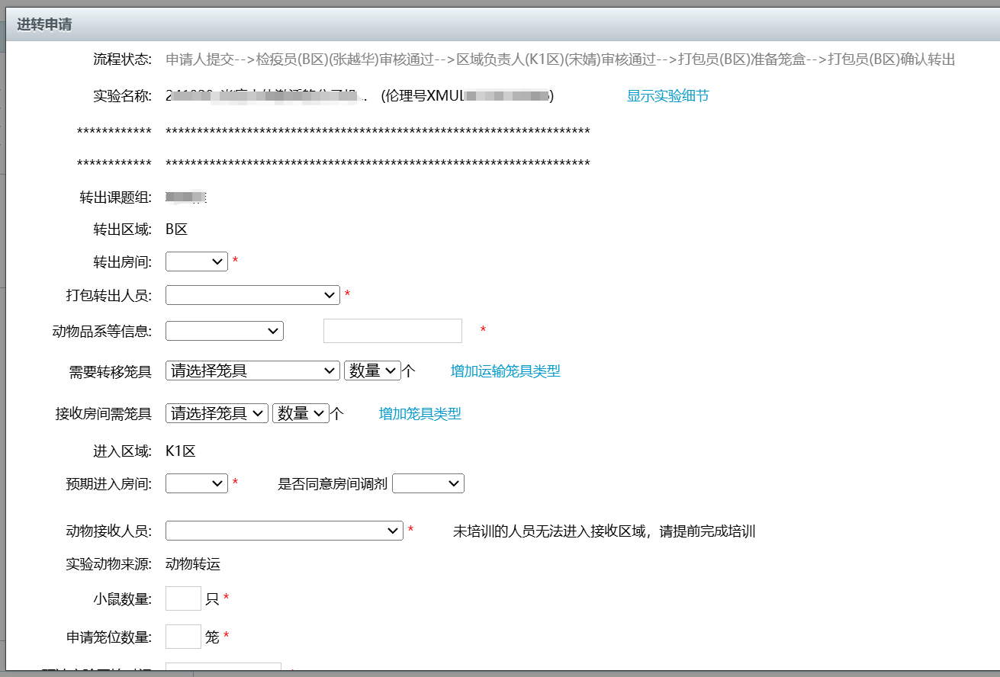 进转申请
流程状态: 申请人提交-->检疫员(B区)(张越华)审核通过-->区域负责人(K1区)(宋婧)审核通过-->打包员(B区)准备笼盒-->打包员(B区)确认转出
实验名称: (伦理号XMUL) 显示实验细节
************ ********************************************************************
************ ********************************************************************
转出课题组:
转出区域: B区
转出房间: *
打包转出人员: *
动物品系等信息: *
需要转移笼具 请选择笼具 数量 个 增加运输笼具类型
接收房间需笼具 请选择笼具 数量 个 增加笼具类型
进入区域: K1区
预期进入房间: * 是否同意房间调剂
动物接收人员: * 未培训的人员无法进入接收区域，请提前完成培训
实验动物来源: 动物转运
小鼠数量: 只 *
申请笼位数量: 笼 *